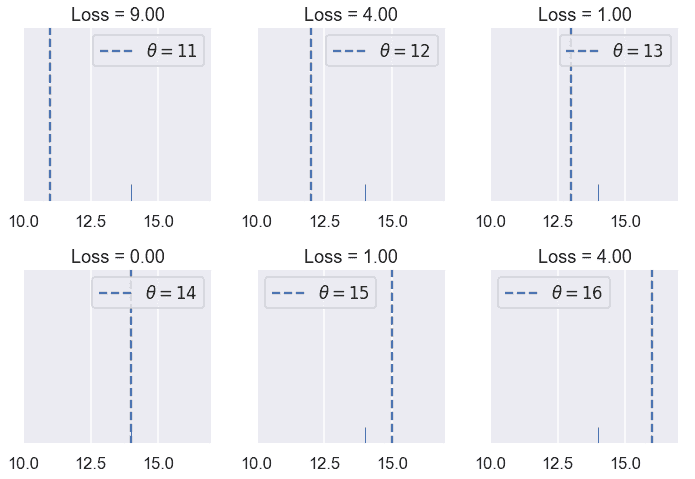 Loss = 9.00
θ = 11
10.0 12.5 15.0
Loss = 4.00
θ = 12
10.0 12.5 15.0
Loss = 1.00
θ = 13
10.0 12.5 15.0
Loss = 0.00
θ = 14
10.0 12.5 15.0
Loss = 1.00
θ = 15
10.0 12.5 15.0
Loss = 4.00
θ = 16
10.0 12.5 15.0